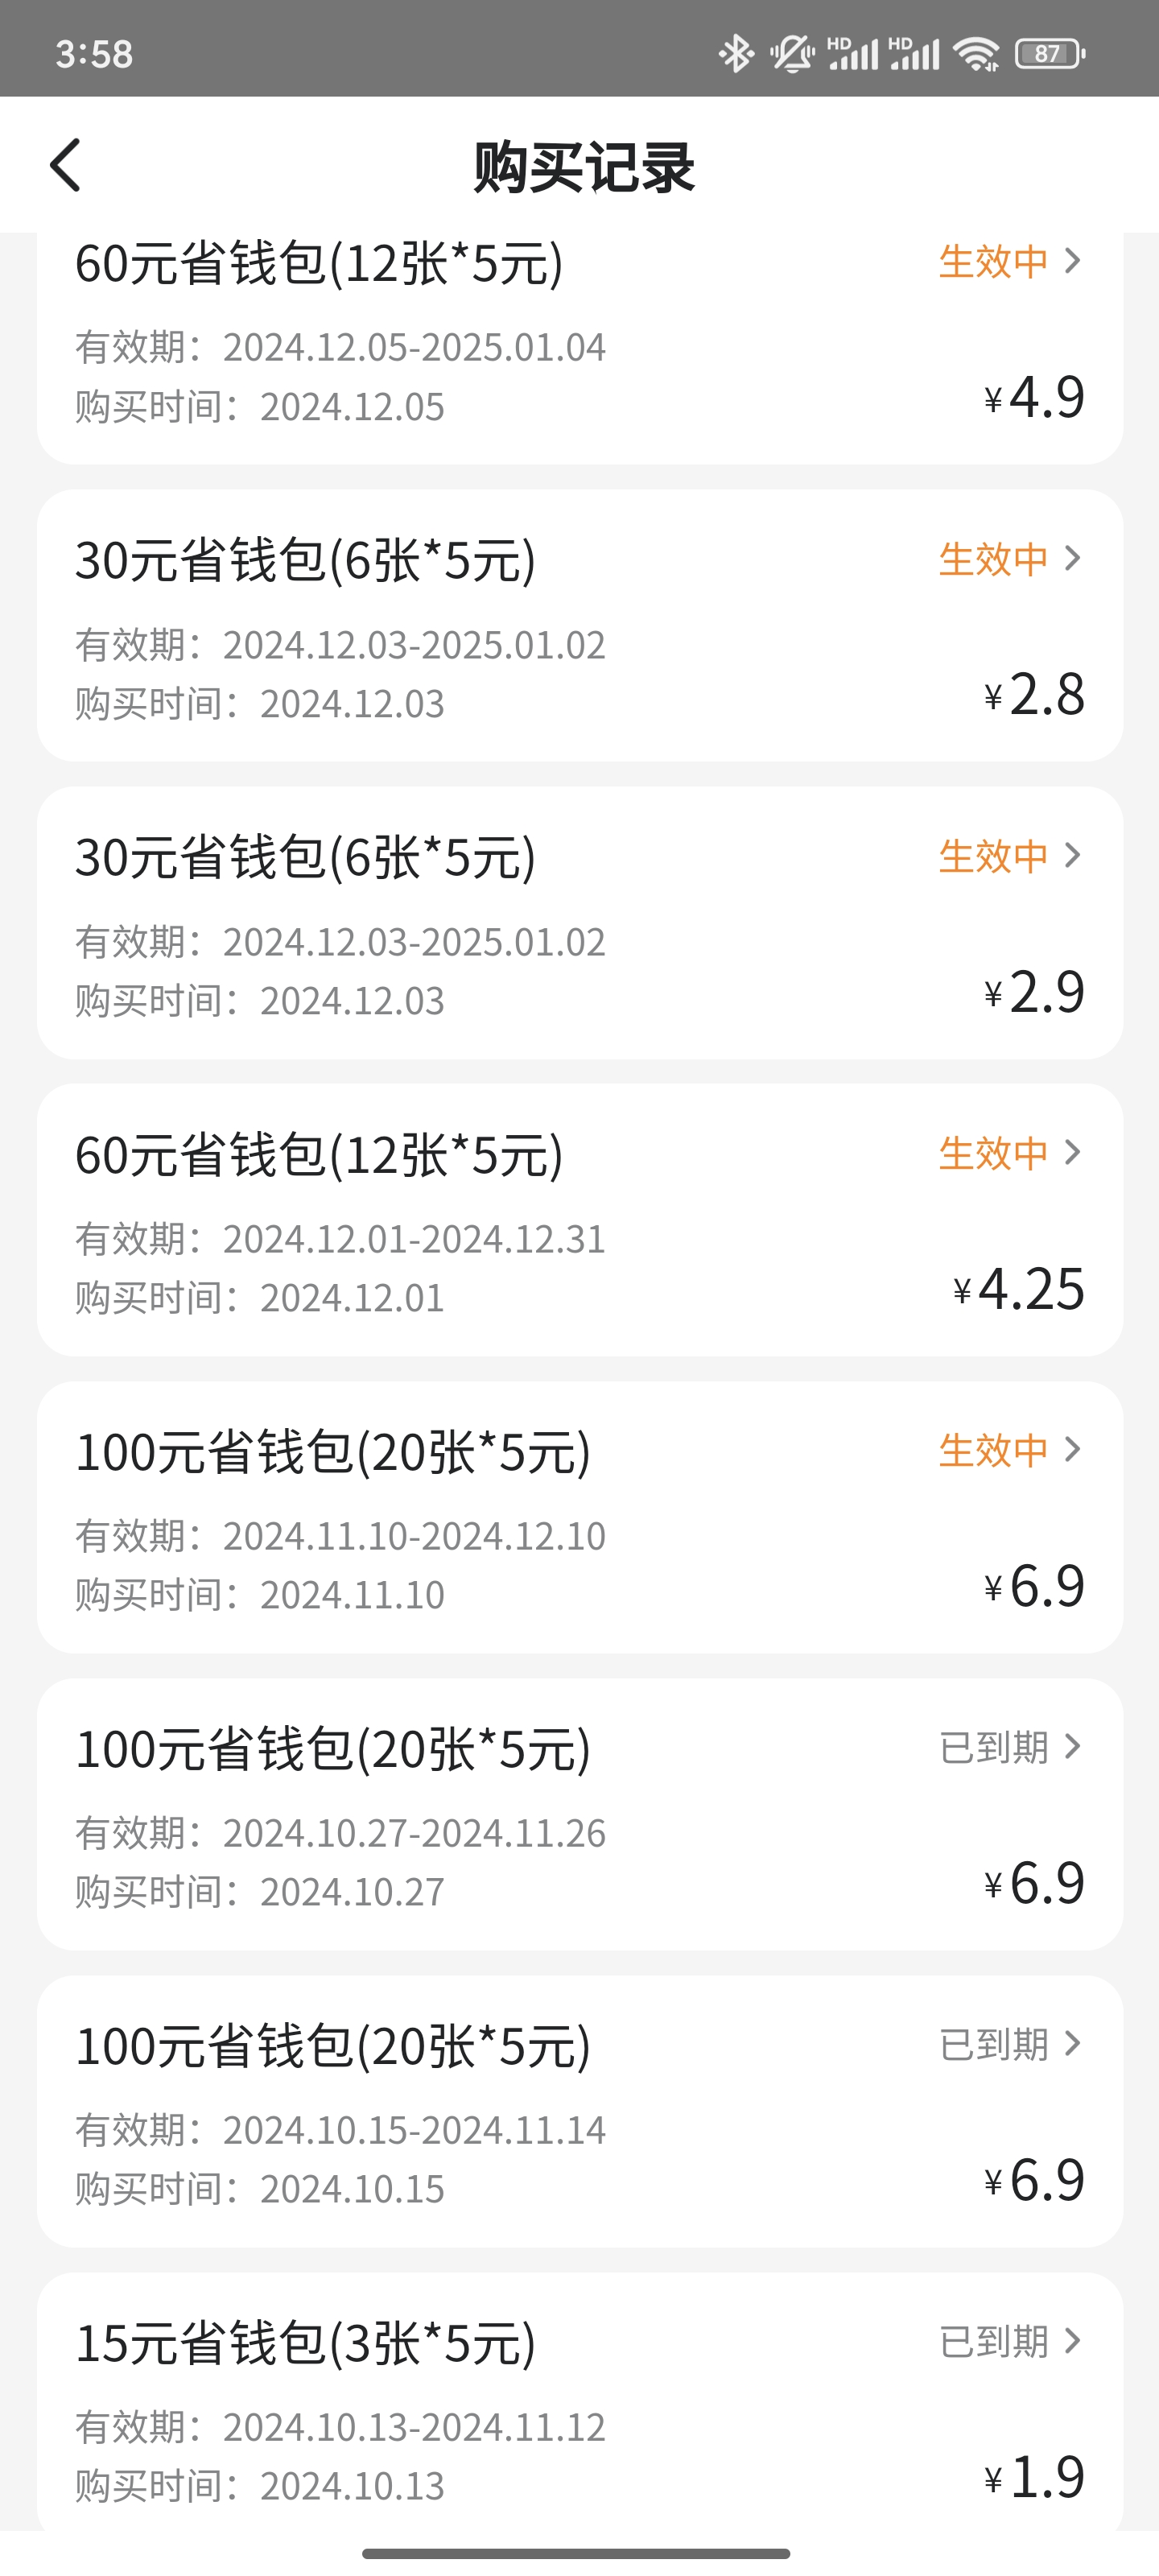 3:58
HD HD 87
购买记录
60元省钱包(12张*5元) 生效中
有效期：2024.12.05-2025.01.04
购买时间：2024.12.05 ¥4.9
30元省钱包(6张*5元) 生效中
有效期：2024.12.03-2025.01.02
购买时间：2024.12.03 ¥2.8
30元省钱包(6张*5元) 生效中
有效期：2024.12.03-2025.01.02
购买时间：2024.12.03 ¥2.9
60元省钱包(12张*5元) 生效中
有效期：2024.12.01-2024.12.31
购买时间：2024.12.01 ¥4.25
100元省钱包(20张*5元) 生效中
有效期：2024.11.10-2024.12.10
购买时间：2024.11.10 ¥6.9
100元省钱包(20张*5元) 已到期
有效期：2024.10.27-2024.11.26
购买时间：2024.10.27 ¥6.9
100元省钱包(20张*5元) 已到期
有效期：2024.10.15-2024.11.14
购买时间：2024.10.15 ¥6.9
15元省钱包(3张*5元) 已到期
有效期：2024.10.13-2024.11.12
购买时间：2024.10.13 ¥1.9